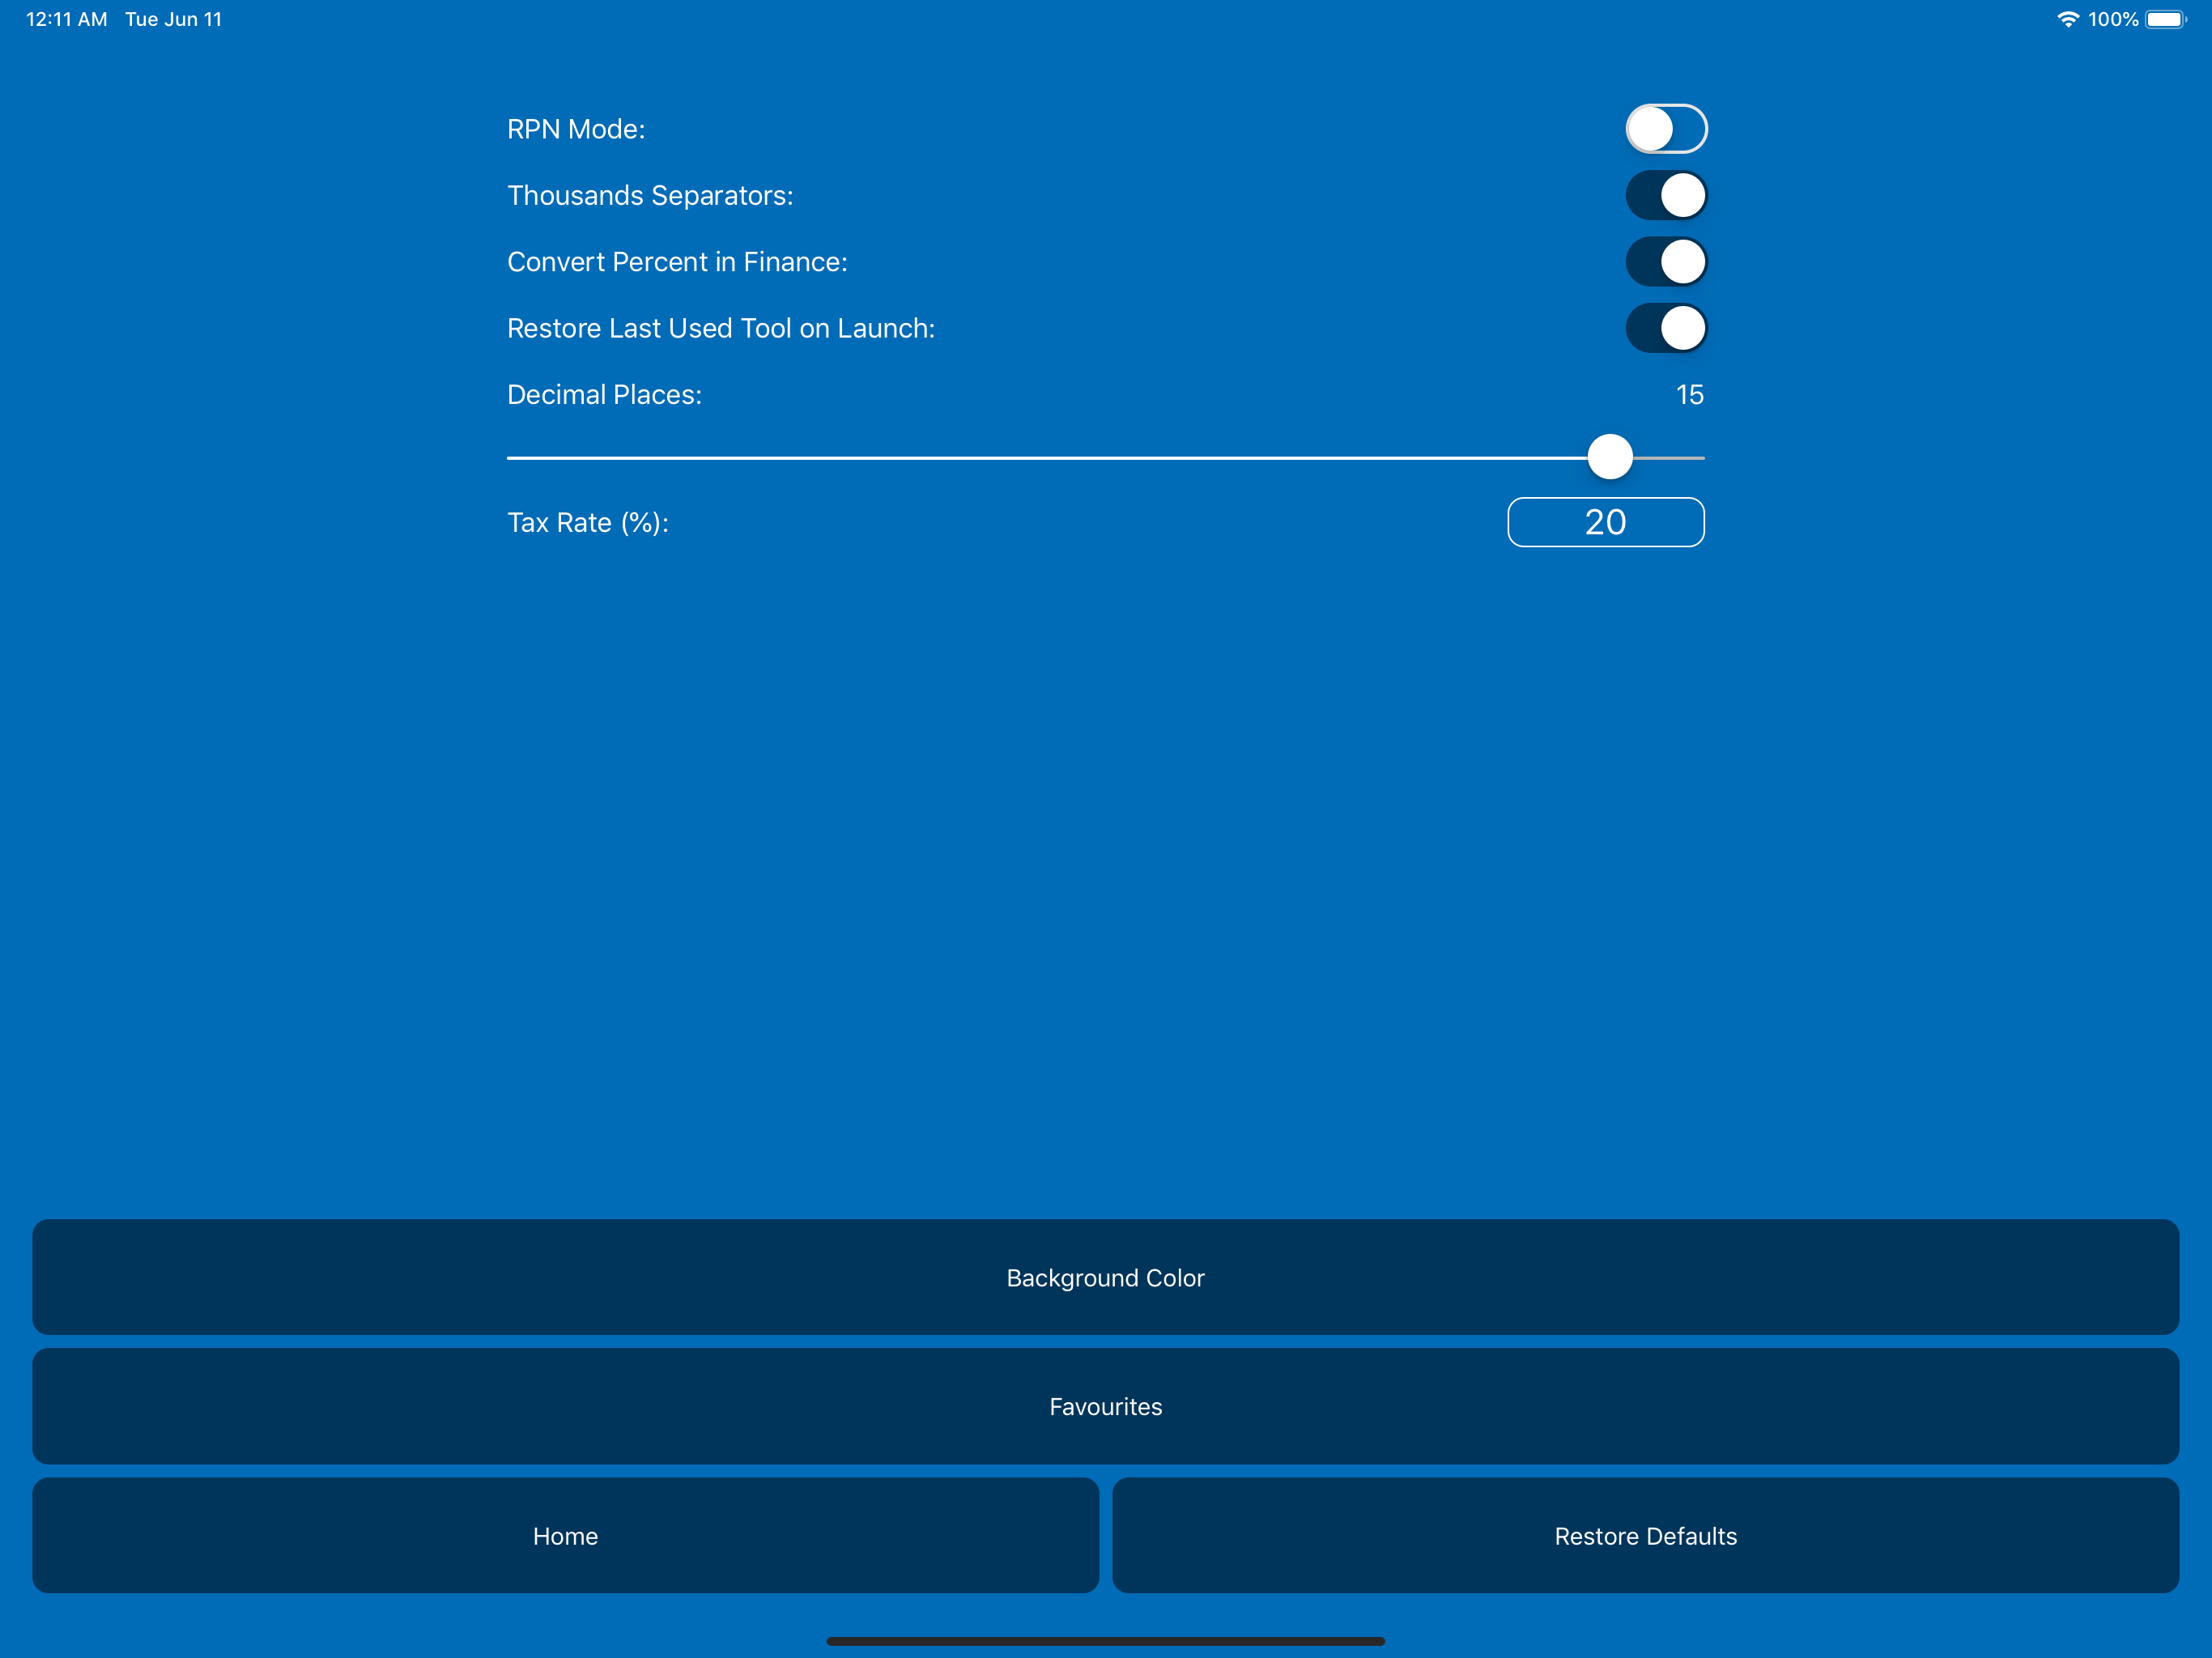 12:11 AM Tue Jun 11 100%
RPN Mode:
Thousands Separators:
Convert Percent in Finance:
Restore Last Used Tool on Launch:
Decimal Places: 15
Tax Rate (%): 20
Background Color
Favourites
Home Restore Defaults